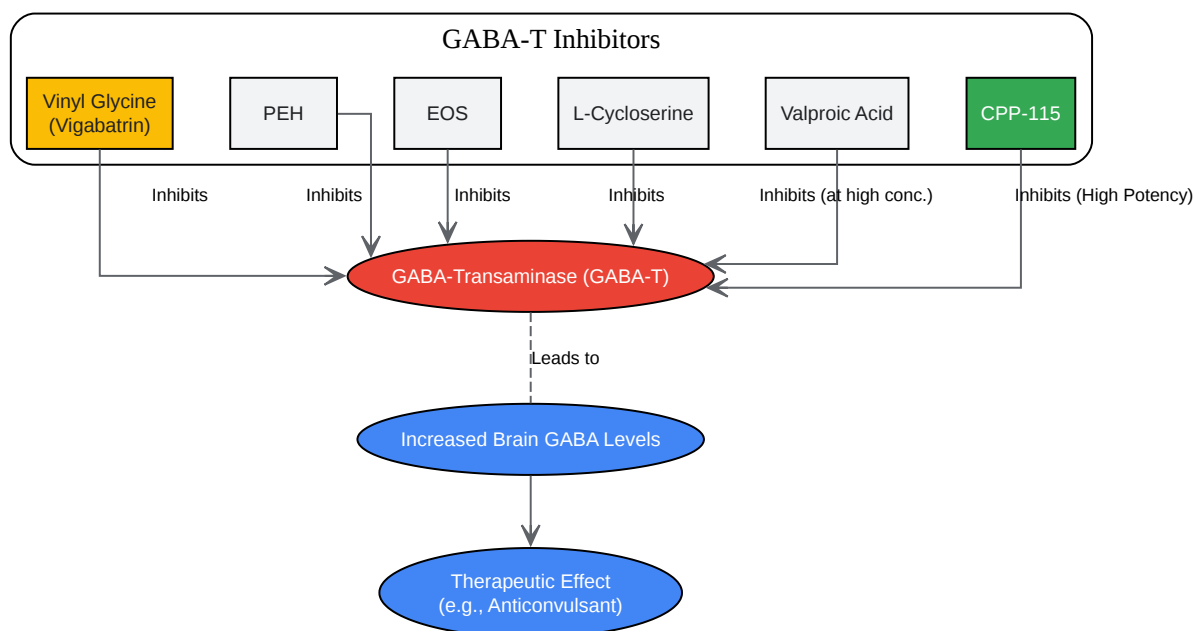 GABA-T Inhibitors
Vinyl Glycine
(Vigabatrin)
PEH
EOS
L-Cycloserine
Valproic Acid
CPP-115
Inhibits
Inhibits
Inhibits
Inhibits
Inhibits (at high conc.)
Inhibits (High Potency)
GABA-Transaminase (GABA-T)
Leads to
Increased Brain GABA Levels
Therapeutic Effect
(e.g., Anticonvulsant)